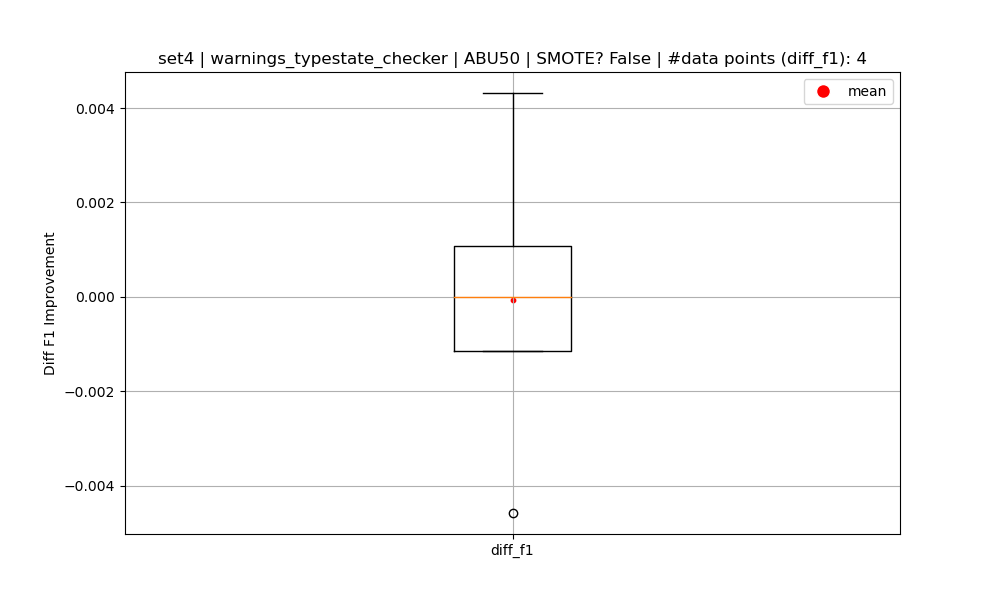 set4 | warnings_typestate_checker | ABU50 | SMOTE? False | #data points (diff_f1): 4
mean
0.004
0.002
0.000
−0.002
−0.004
Diff F1 Improvement
diff_f1